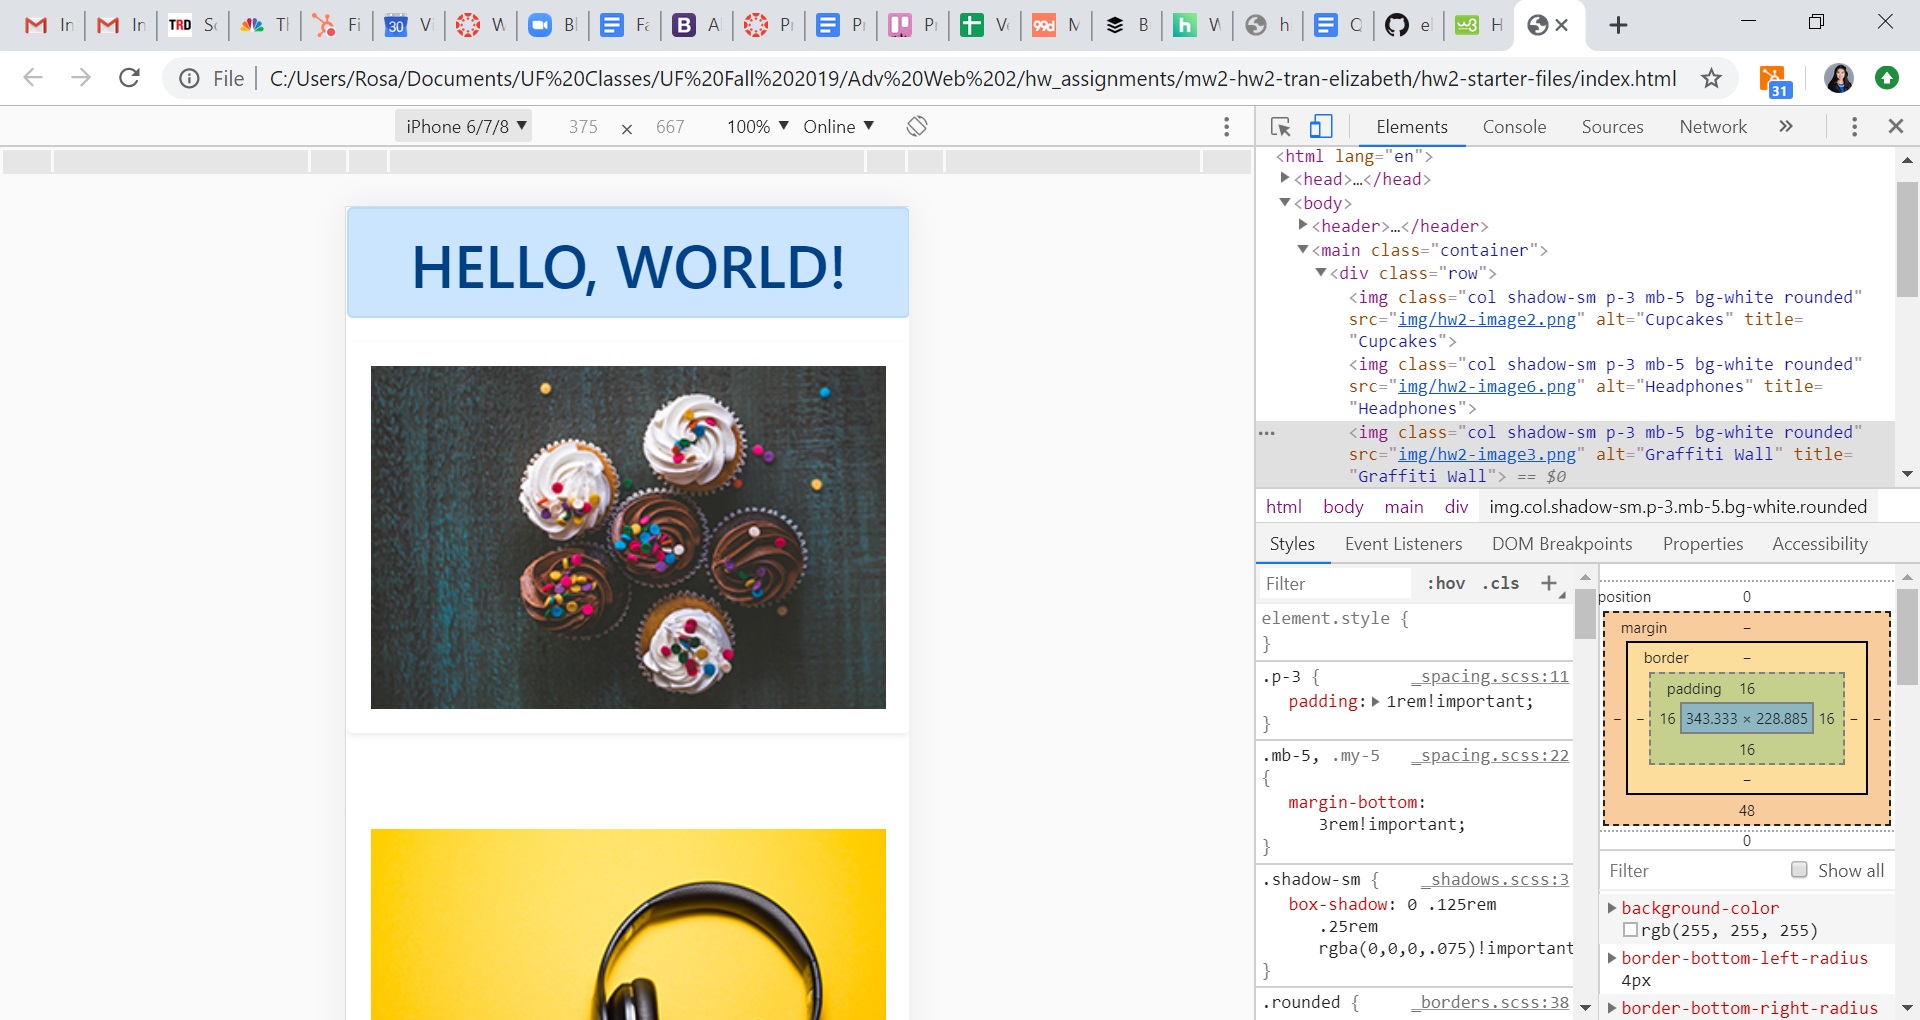 In
In
TRD
So
Th
Fi
30
Vi
W
Bl
Fa
B
A
Pr
Pr
Pr
Ve
99d
M
B
h
W
h
Q
el
w3
H
File
C:/Users/Rosa/Documents/UF%20Classes/UF%20Fall%202019/Adv%20Web%202/hw_assignments/mw2-hw2-tran-elizabeth/hw2-starter-files/index.html
31
iPhone 6/7/8 ▼ 375 × 667 100% ▼ Online ▼
Elements Console Sources Network »
HELLO, WORLD!
<html lang="en">
▶<head>…</head>
▼<body>
▶<header>…</header>
▼<main class="container">
▼<div class="row">
<img class="col shadow-sm p-3 mb-5 bg-white rounded"
src="img/hw2-image2.png" alt="Cupcakes" title=
"Cupcakes">
<img class="col shadow-sm p-3 mb-5 bg-white rounded"
src="img/hw2-image6.png" alt="Headphones" title=
"Headphones">
<img class="col shadow-sm p-3 mb-5 bg-white rounded"
src="img/hw2-image3.png" alt="Graffiti Wall" title=
"Graffiti Wall"> == $0
html body main div img.col.shadow-sm.p-3.mb-5.bg-white.rounded
Styles Event Listeners DOM Breakpoints Properties Accessibility
Filter :hov .cls +
element.style {
}
.p-3 { _spacing.scss:11
padding:▶ 1rem!important;
}
.mb-5, .my-5 _spacing.scss:22
{
margin-bottom:
3rem!important;
}
.shadow-sm { _shadows.scss:3
box-shadow: 0 .125rem
.25rem
rgba(0,0,0,.075)!important
}
.rounded { _borders.scss:38
position 0
margin –
border –
padding 16
– – 16 343.333 × 228.885 16 – –
16
–
48
0
Filter Show all
▶ background-color
rgb(255, 255, 255)
▶ border-bottom-left-radius
4px
▶ border-bottom-right-radius